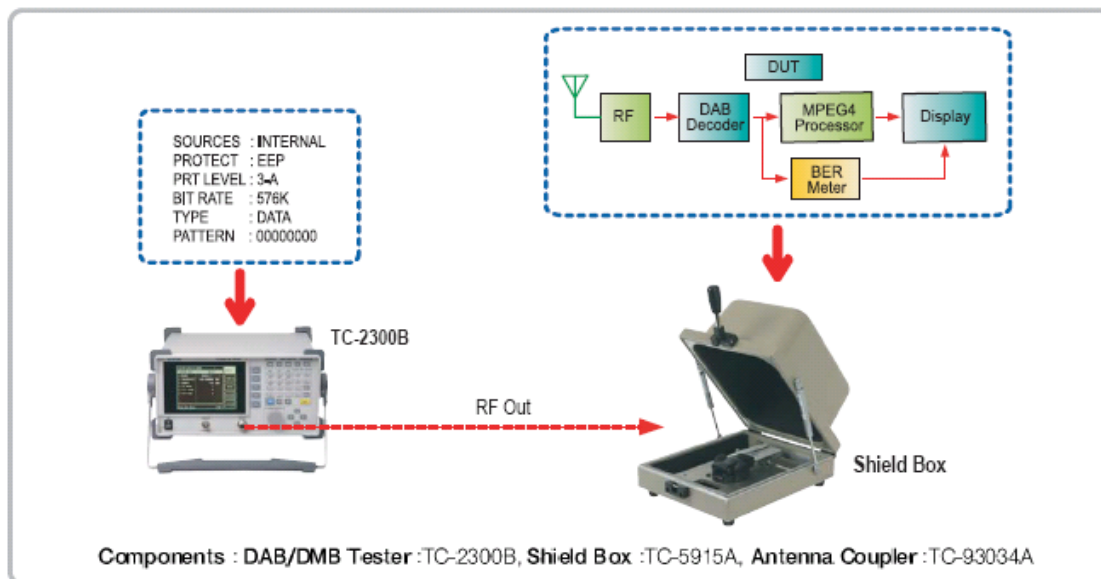 DUT
RF
DAB
Decoder
MPEG4
Processor
Display
BER
Meter
SOURCES : INTERNAL
PROTECT : EEP
PRT LEVEL : 3-A
BIT RATE : 576K
TYPE : DATA
PATTERN : 00000000
TC-2300B
RF Out
Shield Box
Components : DAB/DMB Tester :TC-2300B, Shield Box :TC-5915A, Antenna Coupler :TC-93034A